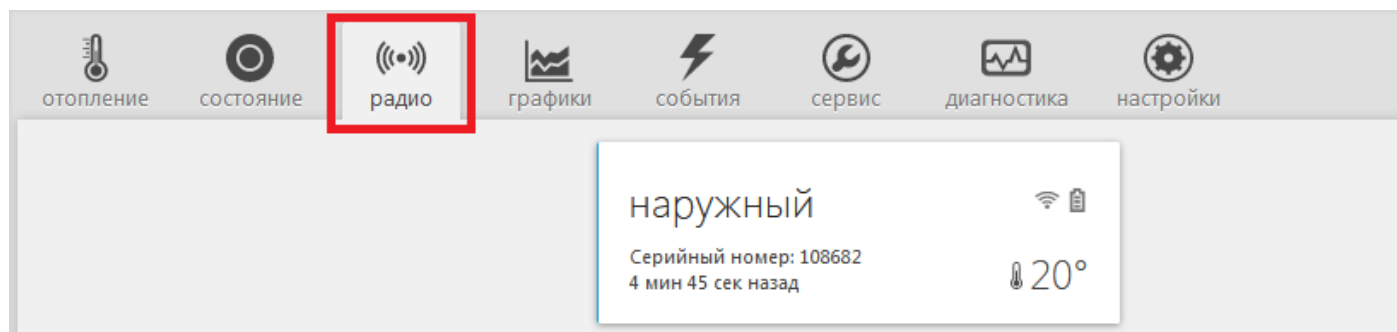 отопление состояние радио графики события сервис диагностика настройки
наружный
Серийный номер: 108682
4 мин 45 сек назад
20°